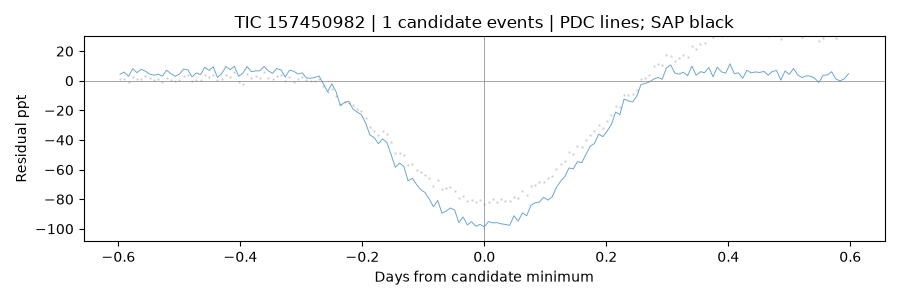 TIC 157450982 | 1 candidate events | PDC lines; SAP black
Residual ppt
20
0
−20
−40
−60
−80
−100
−0.6 −0.4 −0.2 0.0 0.2 0.4 0.6
Days from candidate minimum